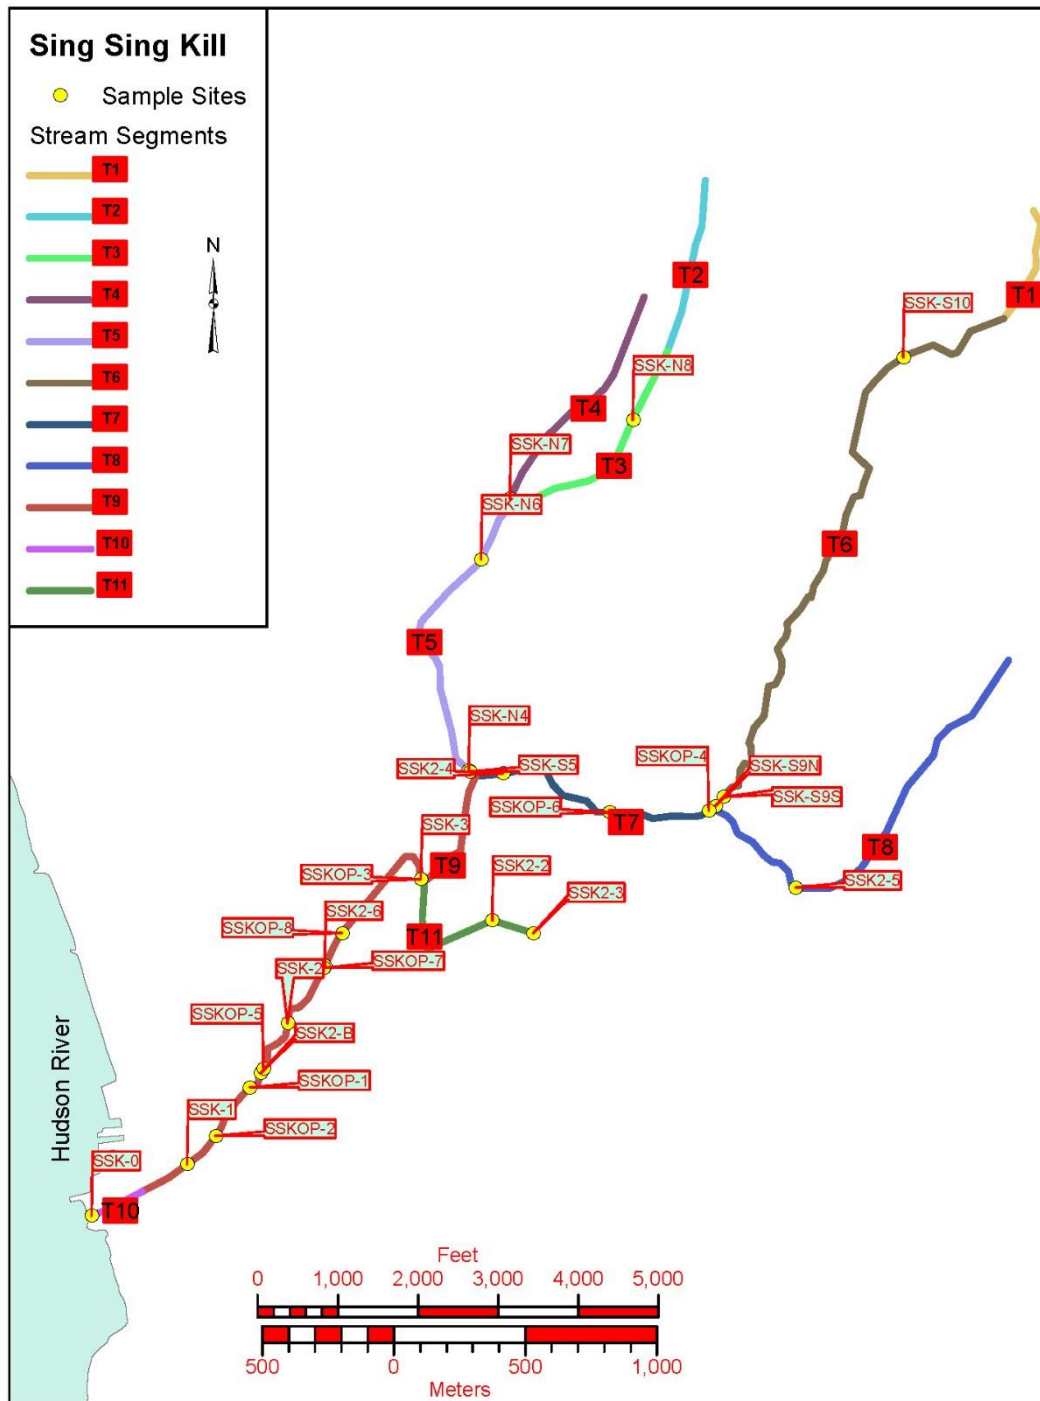 Sing Sing Kill
Sample Sites
Stream Segments
T1
T2
T3
T4
T5
T6
T7
T8
T9
T10
T11
N
T2
T1
SSK-S10
SSK-N8
T4
SSK-N7
T3
SSK-N6
T6
T5
SSK-N4
SSK2-4
SSK-S5
SSKOP-4
SSK-S9N
SSK-S9S
SSKOP-6
T7
SSK-3
T8
T9
SSKOP-3
SSK2-2
SSK2-3
SSK2-5
SSK2-6
SSKOP-8
T11
SSKOP-7
SSK-2
SSKOP-5
SSK2-B
SSKOP-1
SSK-1
SSKOP-2
Hudson River
SSK-0
T10
Feet
0 1,000 2,000 3,000 4,000 5,000
500 0 500 1,000
Meters